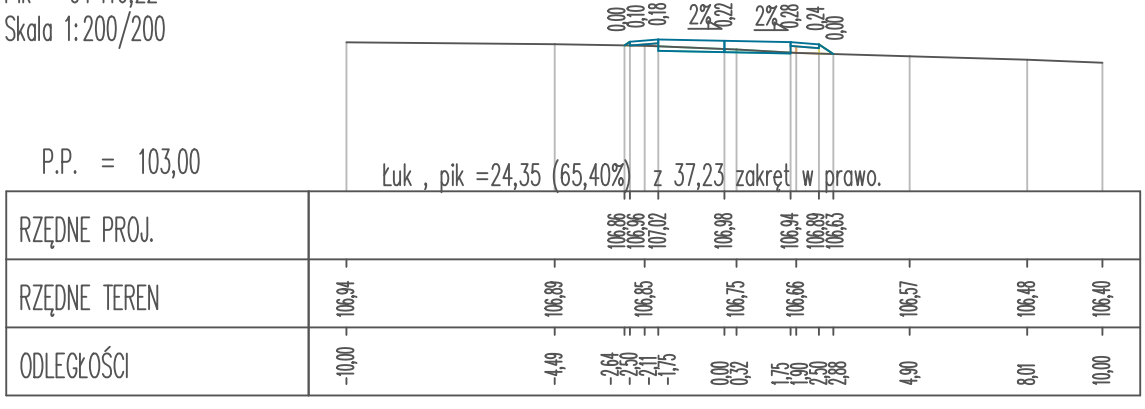 Skala 1:200/200
0,00 0,10 0,18 2% 0,22 2% 0,28 0,24 0,00
P.P. = 103,00
Łuk , pik =24,35 (65,40%) z 37,23 zakręt w prawo.
RZĘDNE PROJ. 106,86 106,96 107,02 106,98 106,94 106,89 106,63
RZĘDNE TEREN 106,94 106,89 106,85 106,75 106,66 106,57 106,48 106,40
ODLEGŁOŚCI -10,00 -4,49 -2,64 -2,50 -2,11 -1,75 0,00 0,32 1,75 1,90 2,50 2,88 4,90 8,01 10,00